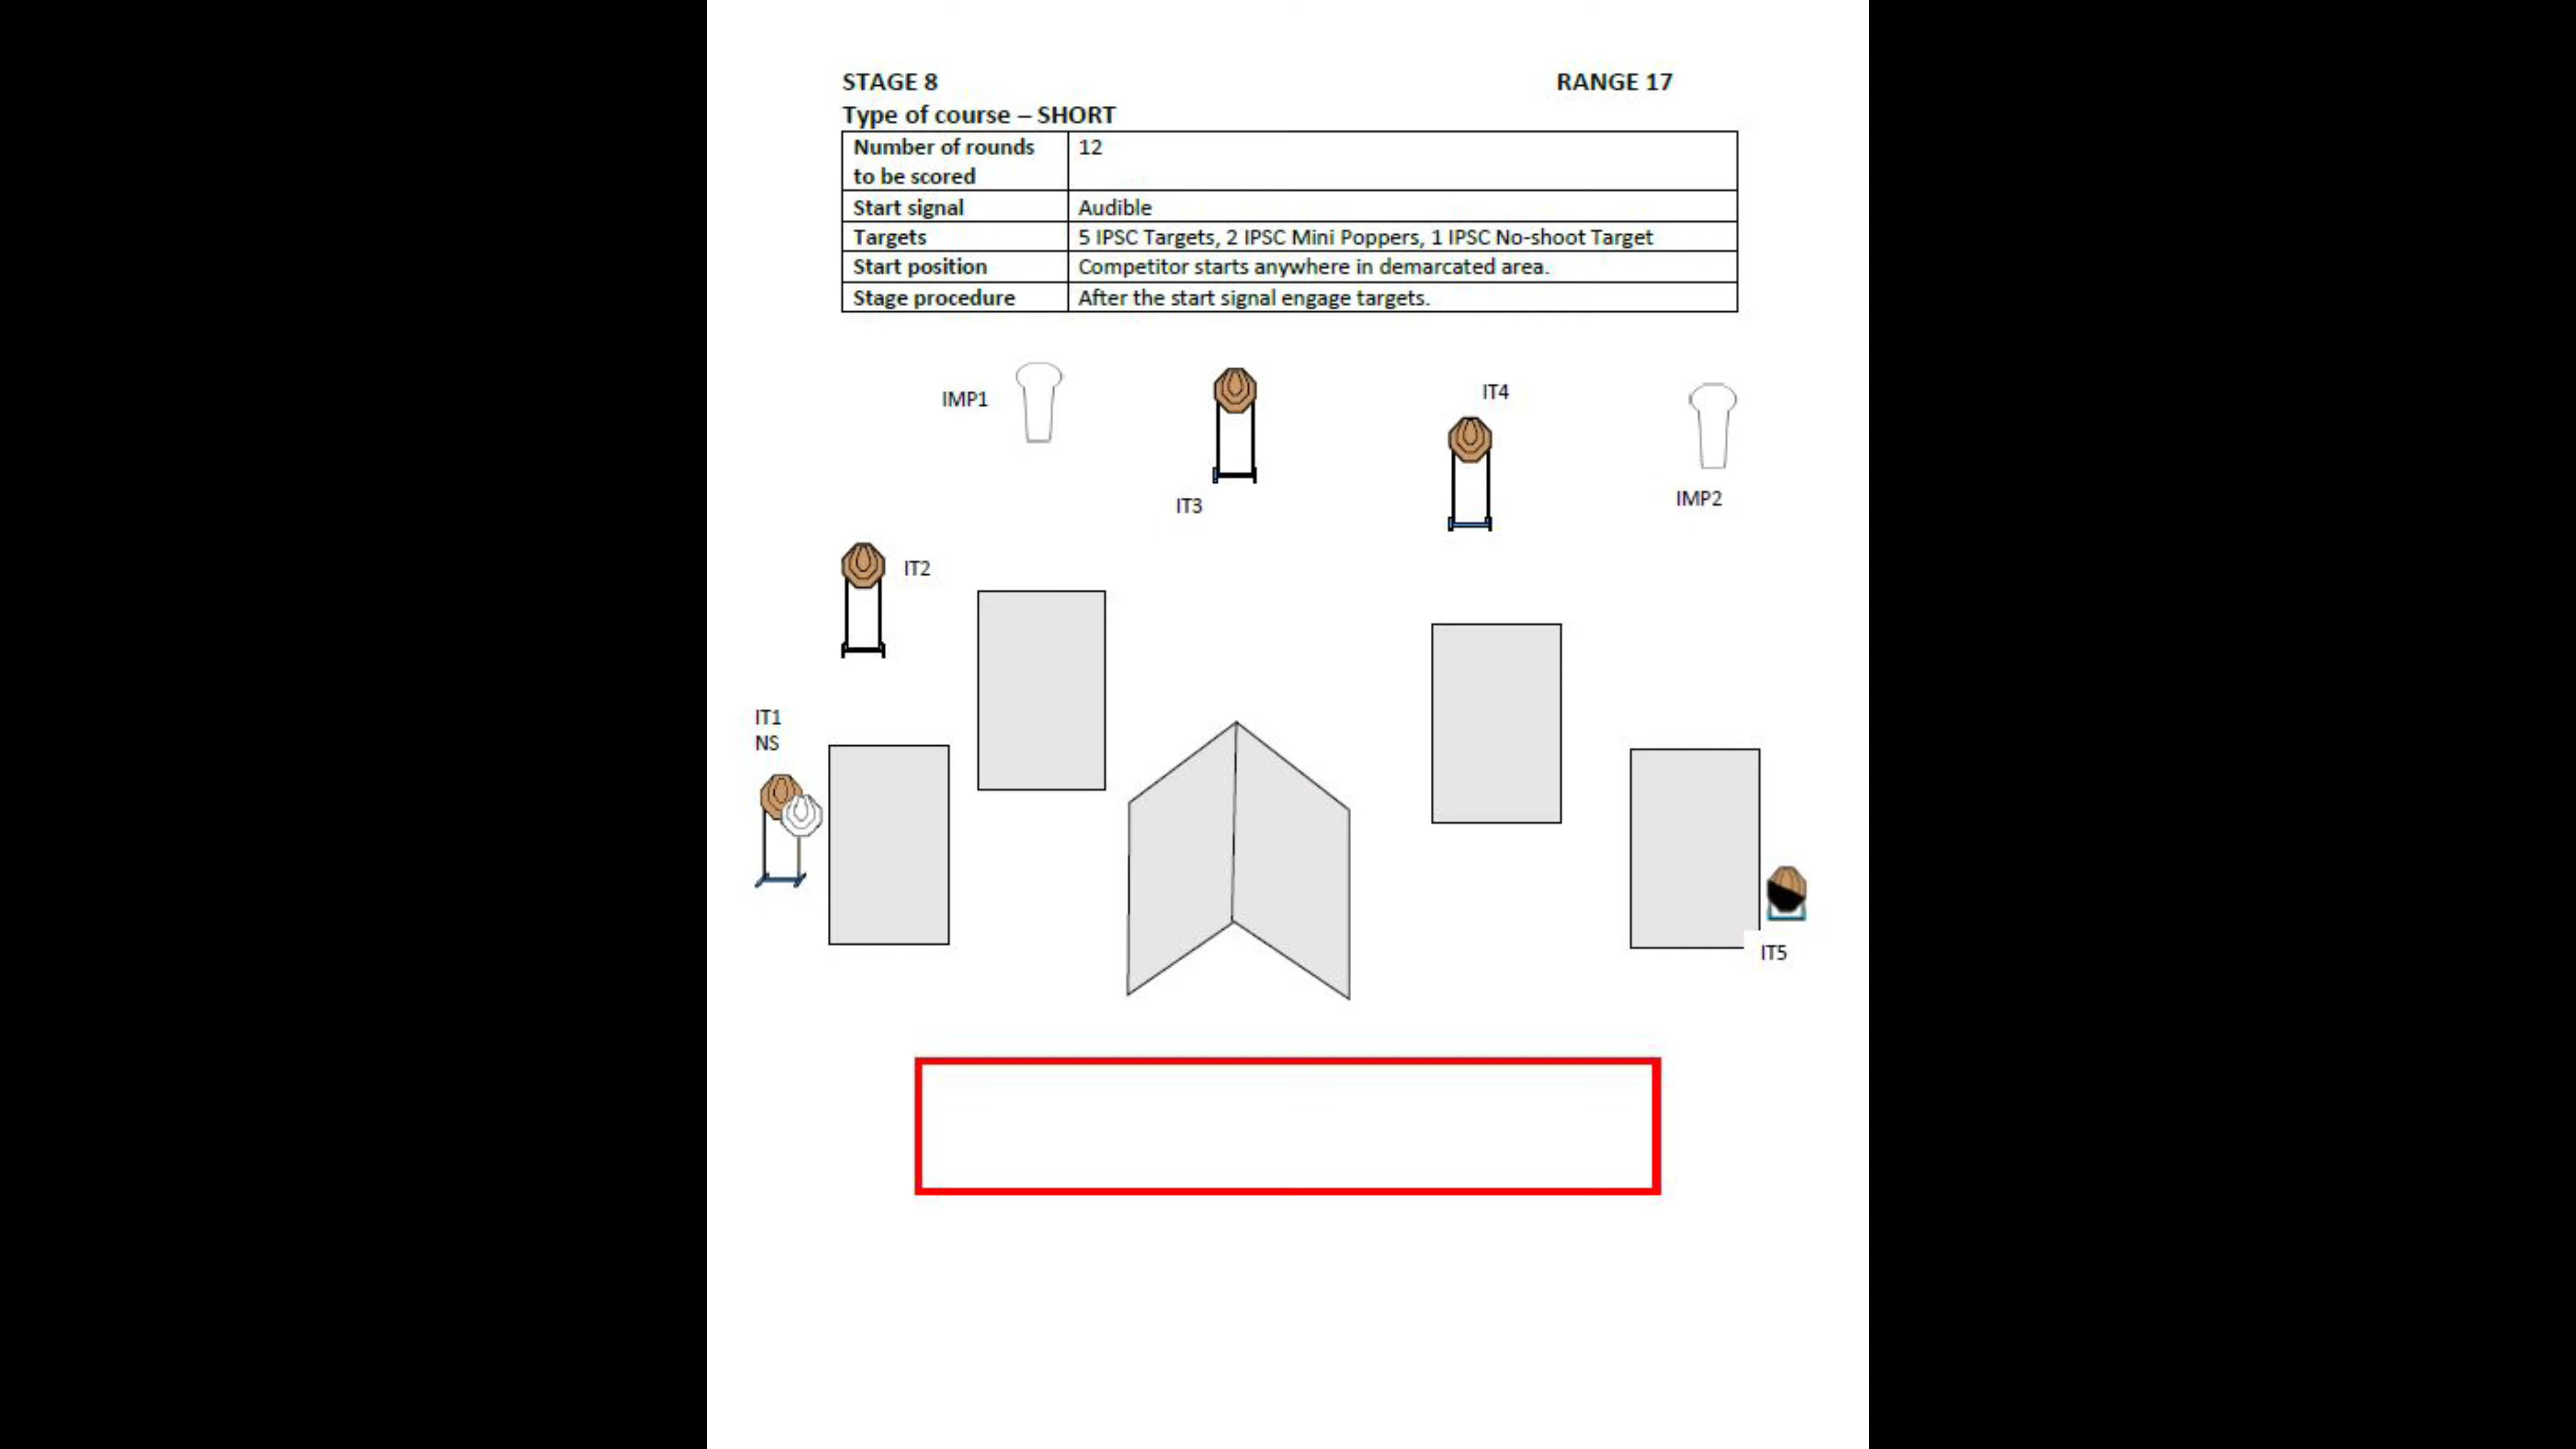 STAGE 8 RANGE 17
Type of course – SHORT
Number of rounds to be scored 12
Start signal Audible
Targets 5 IPSC Targets, 2 IPSC Mini Poppers, 1 IPSC No-shoot Target
Start position Competitor starts anywhere in demarcated area.
Stage procedure After the start signal engage targets.
IMP1
IT4
IT3
IMP2
IT2
IT1
NS
IT5